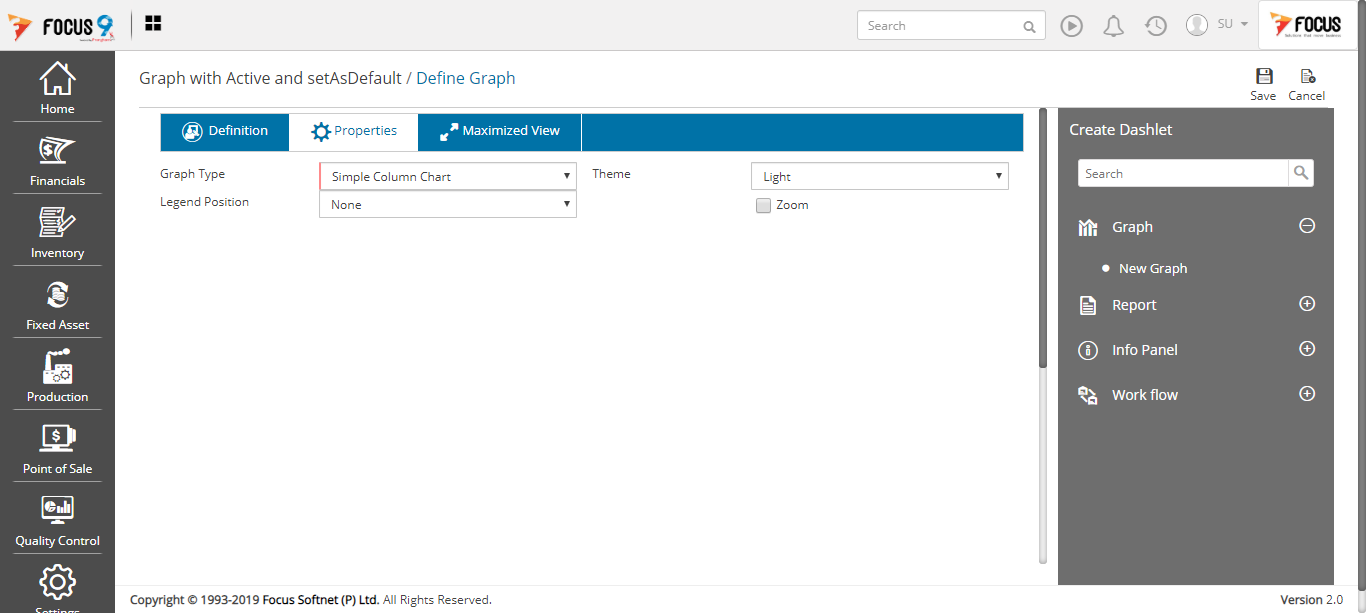 FOCUS 9
Search
SU
FOCUS
Home
Financials
Inventory
Fixed Asset
Production
Point of Sale
Quality Control
Settings
Graph with Active and setAsDefault / Define Graph
Save
Cancel
Definition
Properties
Maximized View
Graph Type
Simple Column Chart
Theme
Light
Legend Position
None
Zoom
Create Dashlet
Search
Graph
New Graph
Report
Info Panel
Work flow
Copyright © 1993-2019 Focus Softnet (P) Ltd. All Rights Reserved.
Version 2.0